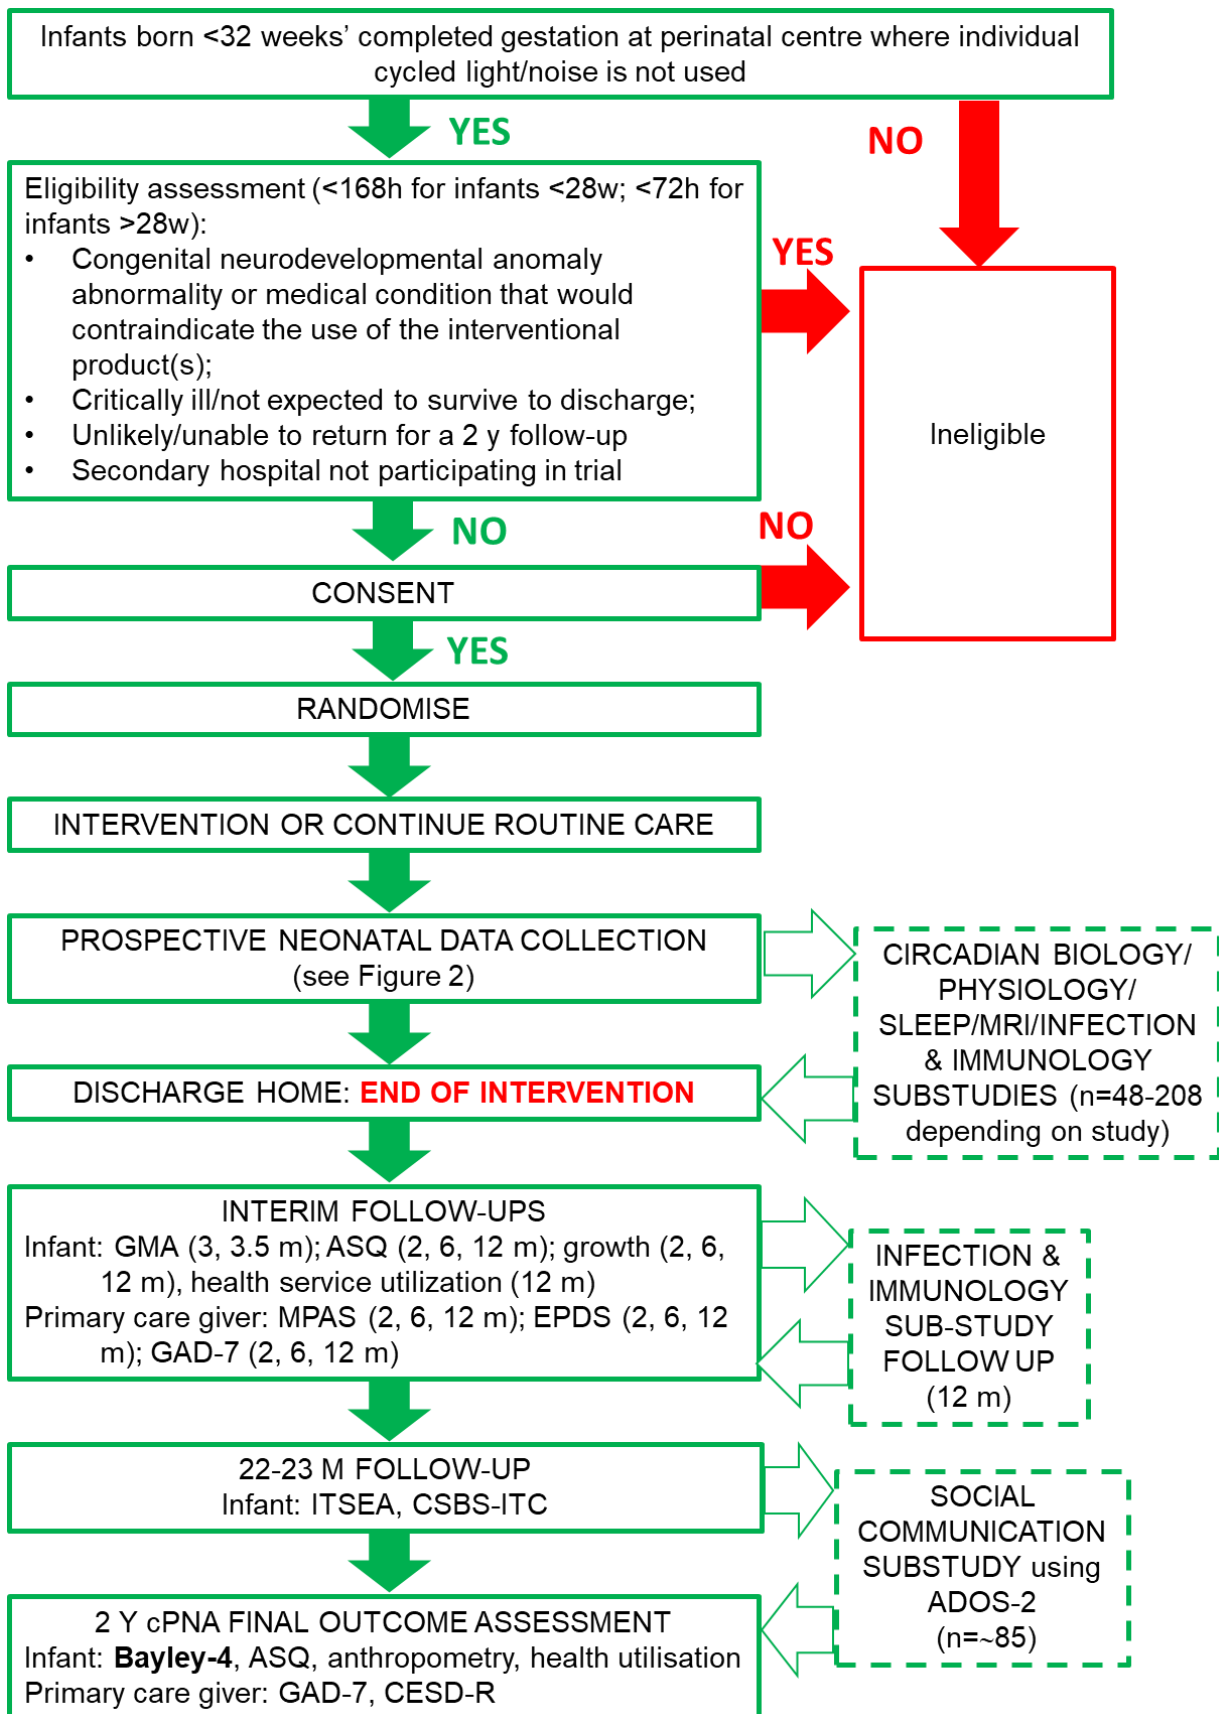 Infants born <32 weeks' completed gestation at perinatal centre where individual
cycled light/noise is not used
YES
NO
Eligibility assessment (<168h for infants <28w; <72h for
infants >28w):
• Congenital neurodevelopmental anomaly
abnormality or medical condition that would
contraindicate the use of the interventional
product(s);
• Critically ill/not expected to survive to discharge;
• Unlikely/unable to return for a 2 y follow-up
• Secondary hospital not participating in trial
YES
Ineligible
NO
NO
CONSENT
YES
RANDOMISE
INTERVENTION OR CONTINUE ROUTINE CARE
PROSPECTIVE NEONATAL DATA COLLECTION
(see Figure 2)
CIRCADIAN BIOLOGY/
PHYSIOLOGY/
SLEEP/MRI/INFECTION
& IMMUNOLOGY
SUBSTUDIES (n=48-208
depending on study)
DISCHARGE HOME: END OF INTERVENTION
INTERIM FOLLOW-UPS
Infant: GMA (3, 3.5 m); ASQ (2, 6, 12 m); growth (2, 6,
12 m), health service utilization (12 m)
Primary care giver: MPAS (2, 6, 12 m); EPDS (2, 6, 12
m); GAD-7 (2, 6, 12 m)
INFECTION &
IMMUNOLOGY
SUB-STUDY
FOLLOW UP
(12 m)
22-23 M FOLLOW-UP
Infant: ITSEA, CSBS-ITC
SOCIAL
COMMUNICATION
SUBSTUDY using
ADOS-2
(n=~85)
2 Y cPNA FINAL OUTCOME ASSESSMENT
Infant: Bayley-4, ASQ, anthropometry, health utilisation
Primary care giver: GAD-7, CESD-R